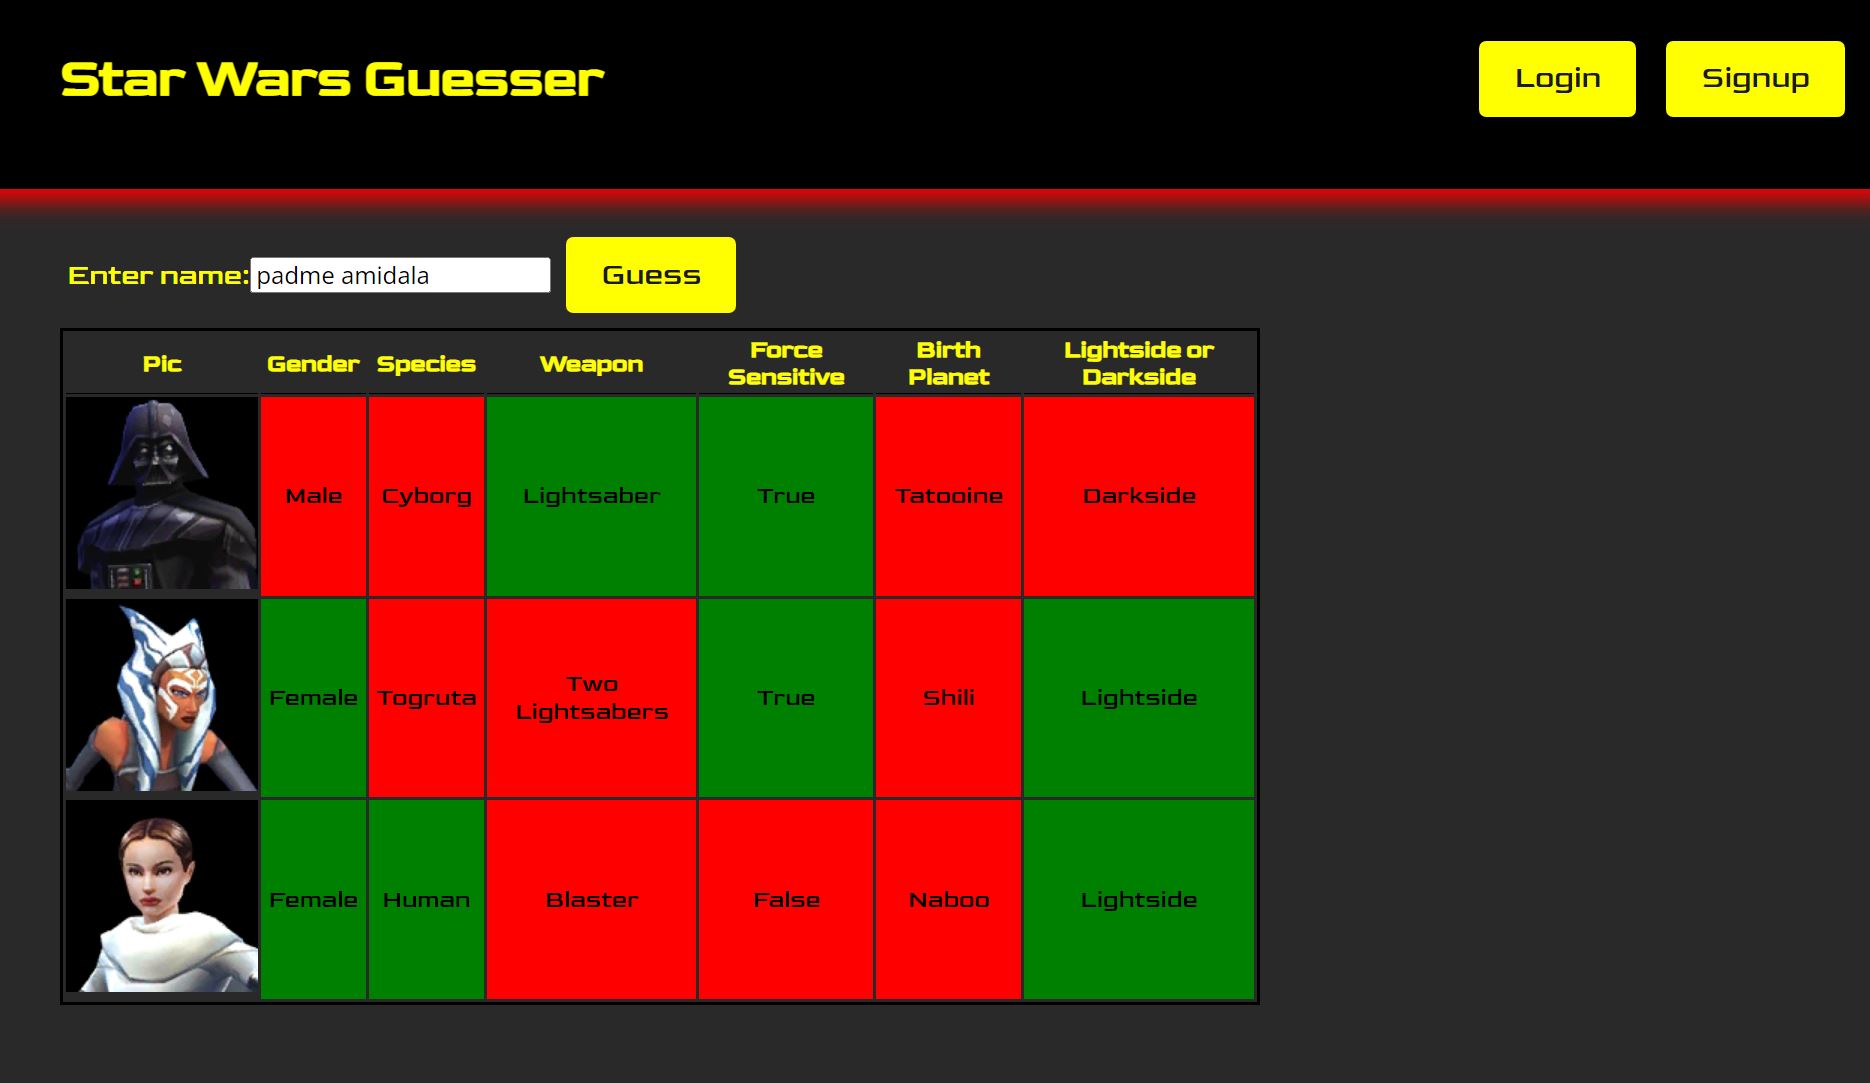 Star Wars Guesser
Login
Signup
Enter name:
padme amidala
Guess
Pic
Gender
Species
Weapon
Force
Sensitive
Birth
Planet
Lightside or
Darkside
Male
Cyborg
Lightsaber
True
Tatooine
Darkside
Female
Togruta
Two
Lightsabers
True
Shili
Lightside
Female
Human
Blaster
False
Naboo
Lightside